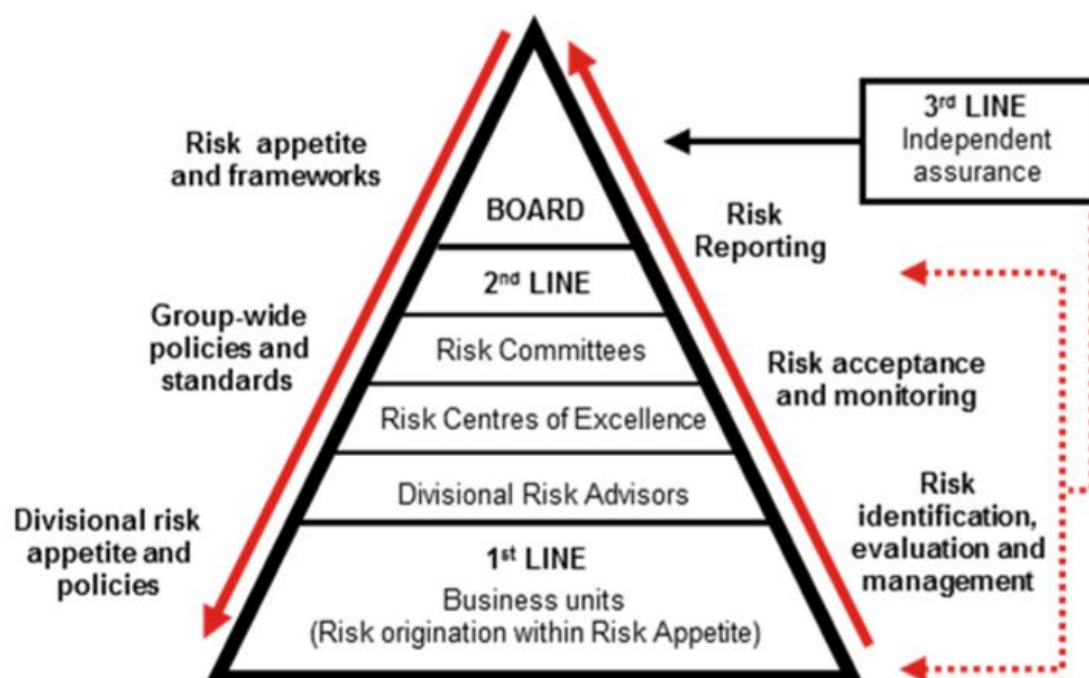 Risk appetite
and frameworks
Group-wide
policies and
standards
Divisional risk
appetite and
policies
BOARD
2nd LINE
Risk Committees
Risk Centres of Excellence
Divisional Risk Advisors
1st LINE
Business units
(Risk origination within Risk Appetite)
3rd LINE
Independent
assurance
Risk
Reporting
Risk acceptance
and monitoring
Risk
identification,
evaluation and
management